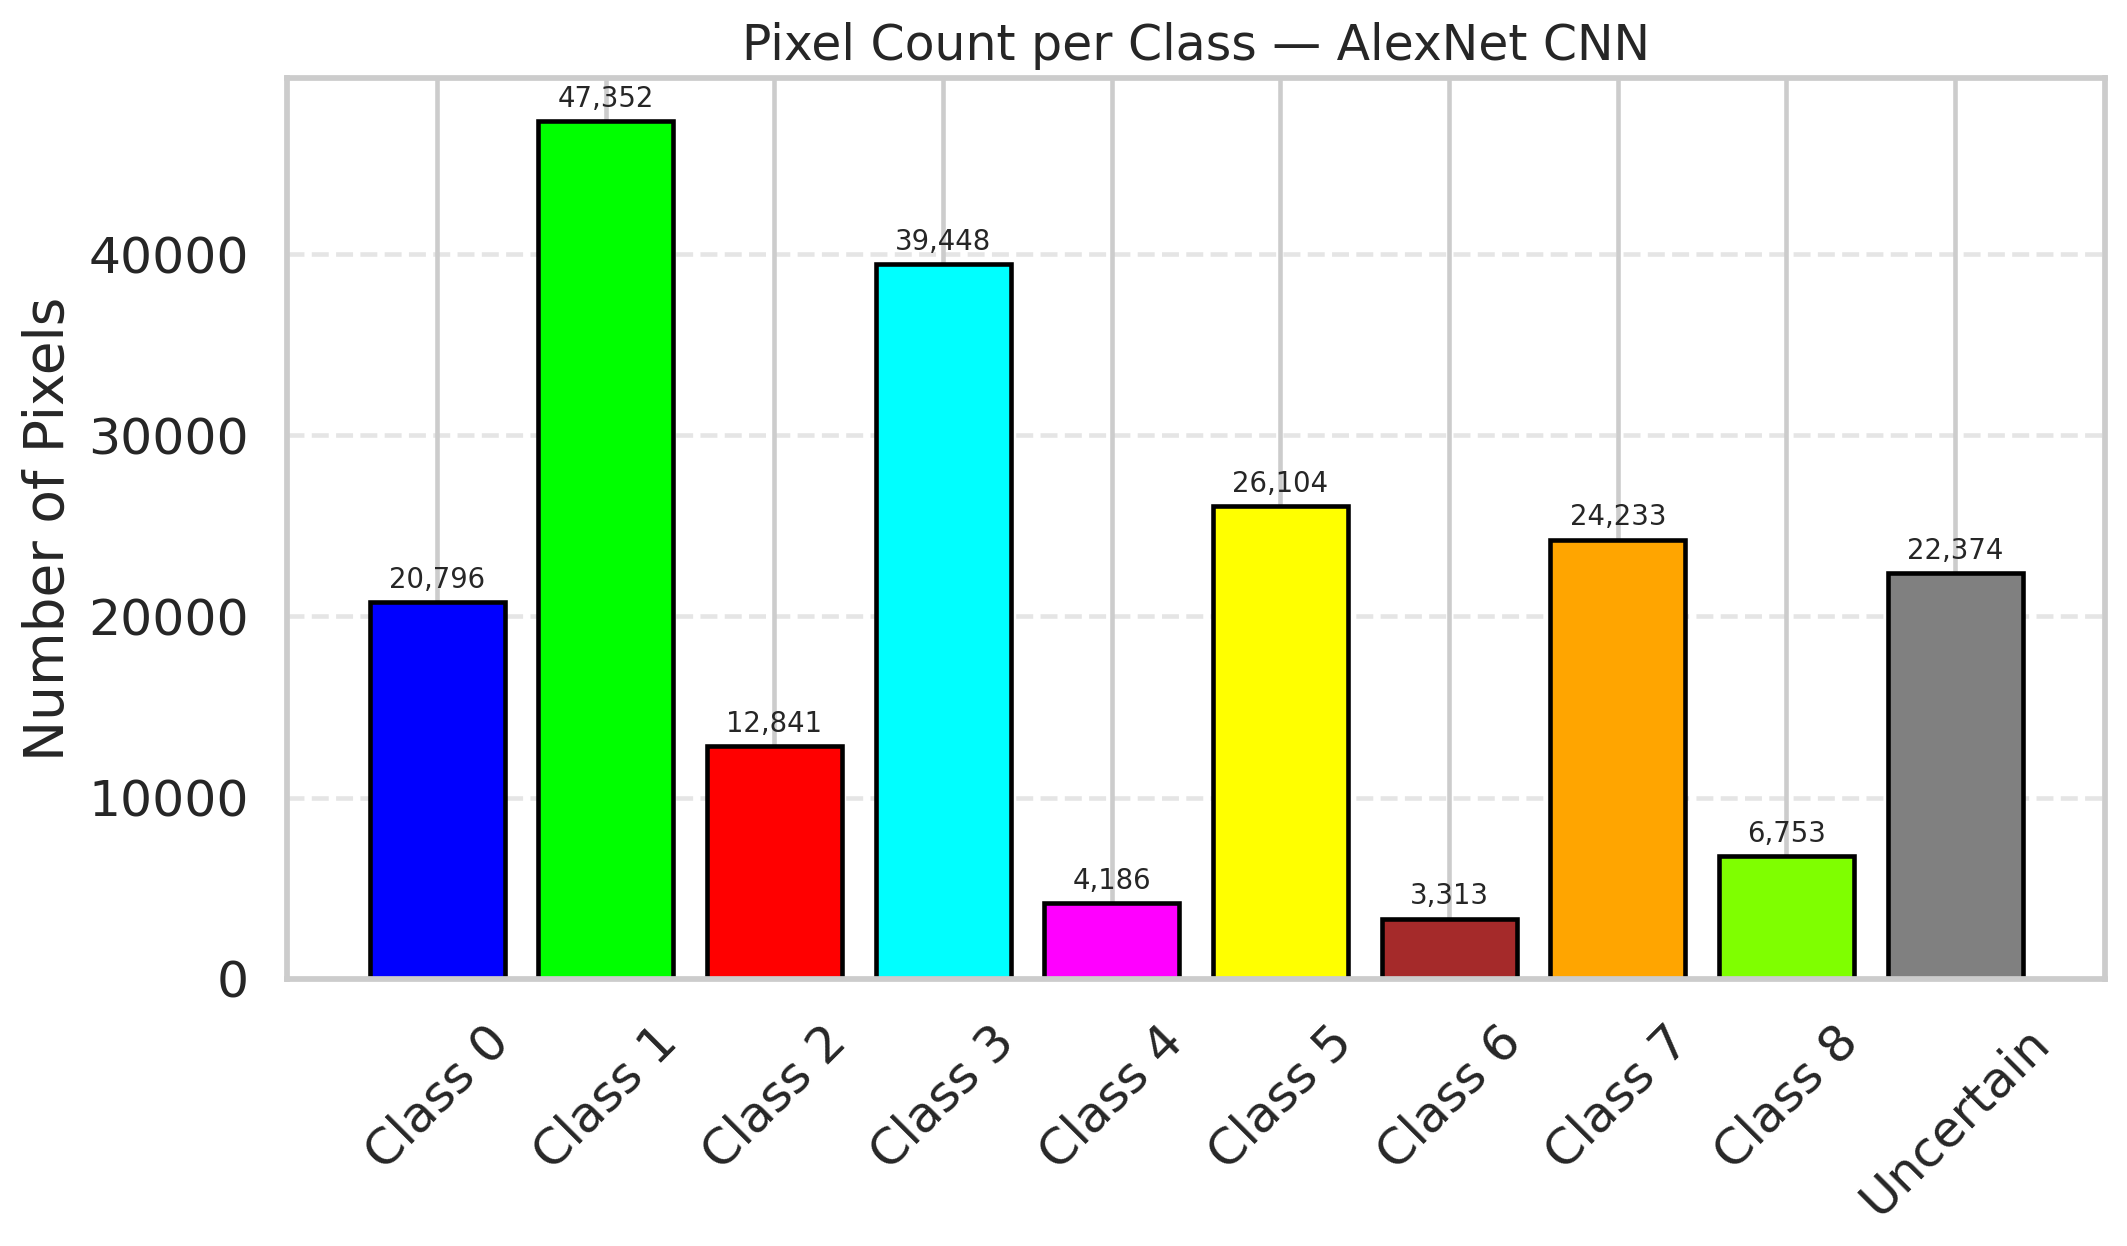 Pixel Count per Class — AlexNet CNN
Number of Pixels
40000
30000
20000
10000
0
20,796
47,352
12,841
39,448
4,186
26,104
3,313
24,233
6,753
22,374
Class 0
Class 1
Class 2
Class 3
Class 4
Class 5
Class 6
Class 7
Class 8
Uncertain